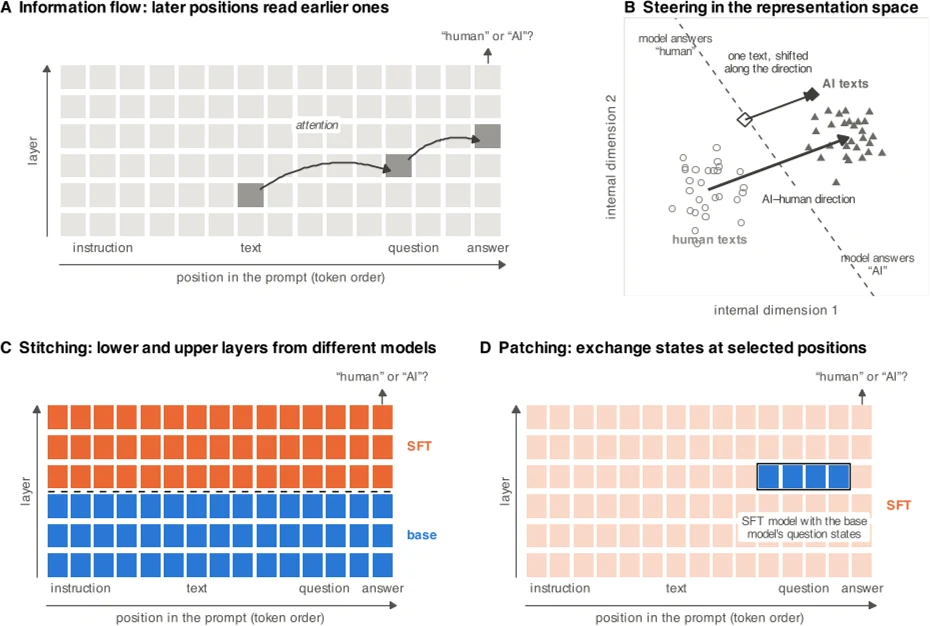 A Information flow: later positions read earlier ones
"human" or "AI"?
attention
layer
instruction
text
question
answer
position in the prompt (token order)
B Steering in the representation space
model answers
"human"
one text, shifted
along the direction
AI texts
AI–human direction
human texts
model answers
"AI"
internal dimension 2
internal dimension 1
C Stitching: lower and upper layers from different models
"human" or "AI"?
SFT
base
layer
instruction
text
question
answer
position in the prompt (token order)
D Patching: exchange states at selected positions
"human" or "AI"?
SFT
SFT model with the base
model's question states
layer
instruction
text
question
answer
position in the prompt (token order)